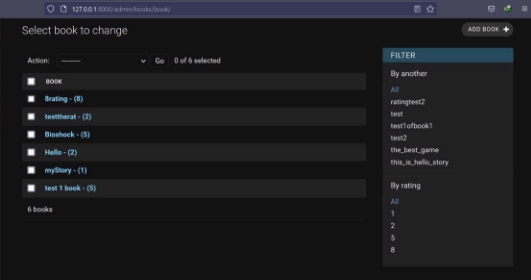 127.0.0.1:8000/admin/books/book/
Select book to change
ADD BOOK +
Action: --------- Go 0 of 6 selected
BOOK
8rating - (8)
testtherat - (2)
Bioshock - (5)
Hello - (2)
myStory - (1)
test 1 book - (5)
6 books
FILTER
By another
All
ratingtest2
test
test1ofbook1
test2
the_best_game
this_is_hello_story
By rating
All
1
2
5
8